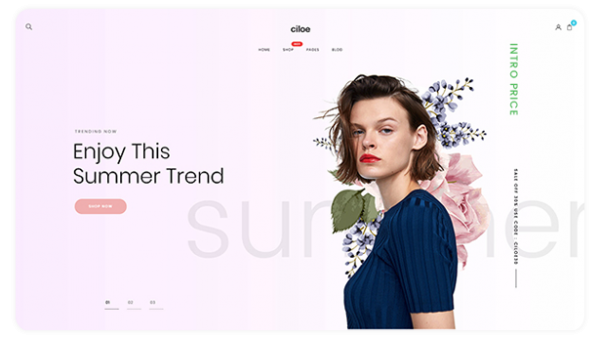 ciloe
HOME
SHOP
PAGES
BLOG
INTRO PRICE
TRENDING NOW
Enjoy This
Summer Trend
SHOP NOW
summer
SALE OFF 30% USE CODE : CILOE30
01
02
03